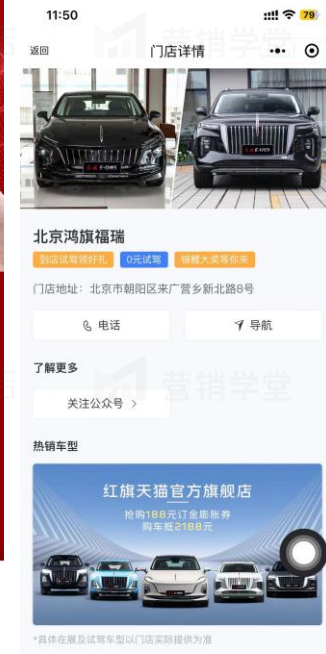 11:50
79
返回
门店详情
北京鸿旗福瑞
到店试驾领好礼
0元试驾
锦鲤大奖等你来
门店地址：北京市朝阳区来广营乡新北路8号
电话
导航
了解更多
关注公众号 >
热销车型
红旗天猫官方旗舰店
抢购188元订金膨胀券
购车抵2188元
*具体在展及试驾车型以门店实际提供为准
营销学堂
营销学堂